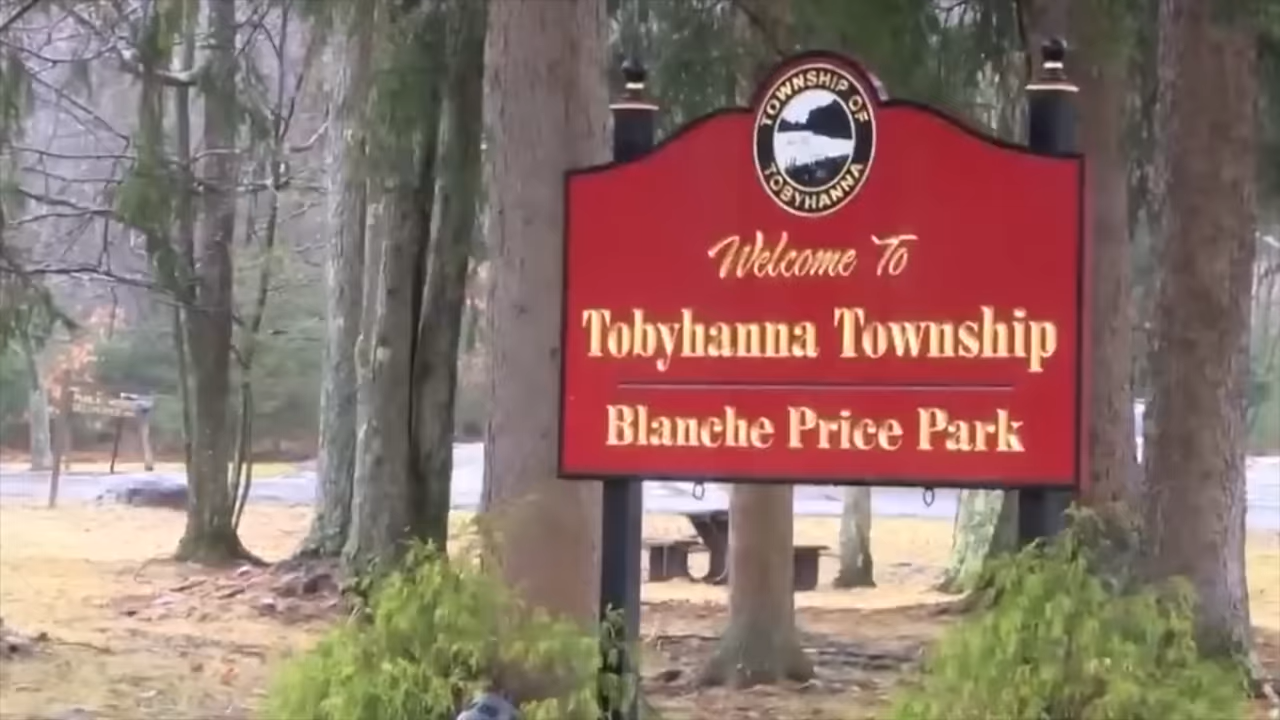 TOWNSHIP OF
TOBYHANNA
Welcome To
Tobyhanna Township
Blanche Price Park